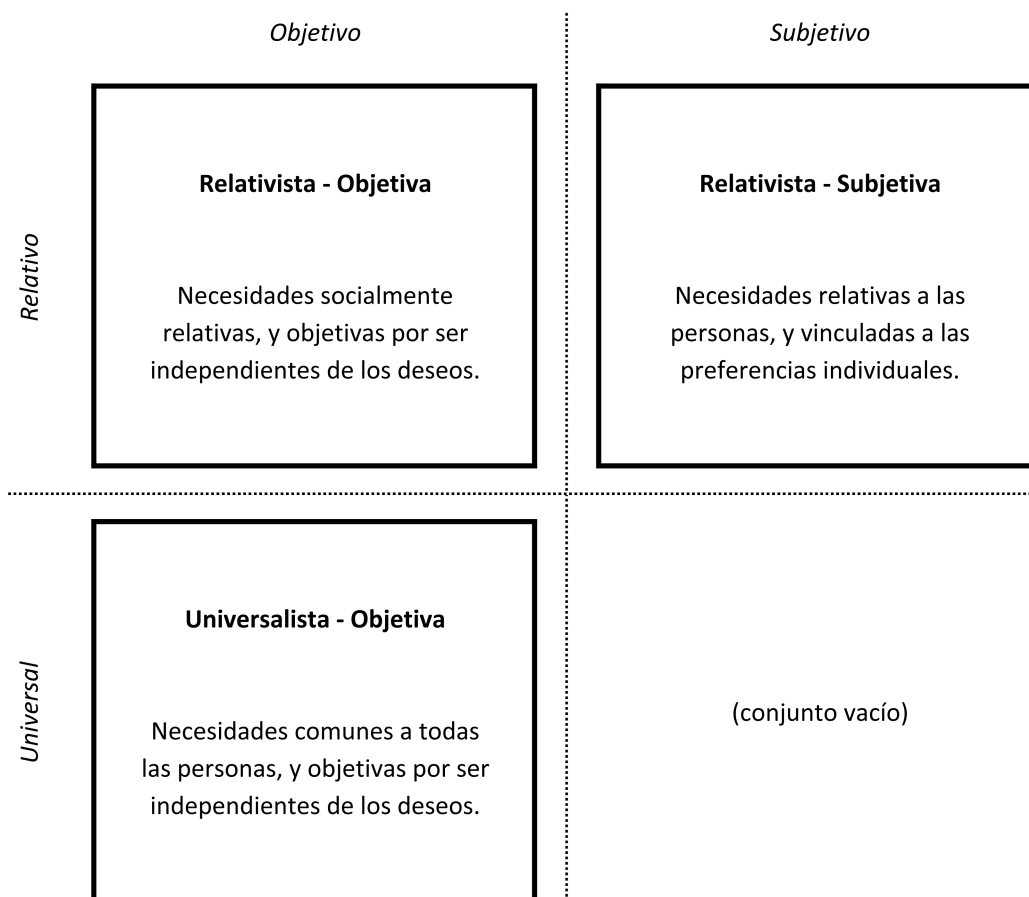 Objetivo
Subjetivo
Relativo
Relativista - Objetiva
Necesidades socialmente
relativas, y objetivas por ser
independientes de los deseos.
Relativista - Subjetiva
Necesidades relativas a las
personas, y vinculadas a las
preferencias individuales.
Universal
Universalista - Objetiva
Necesidades comunes a todas
las personas, y objetivas por ser
independientes de los deseos.
(conjunto vacío)